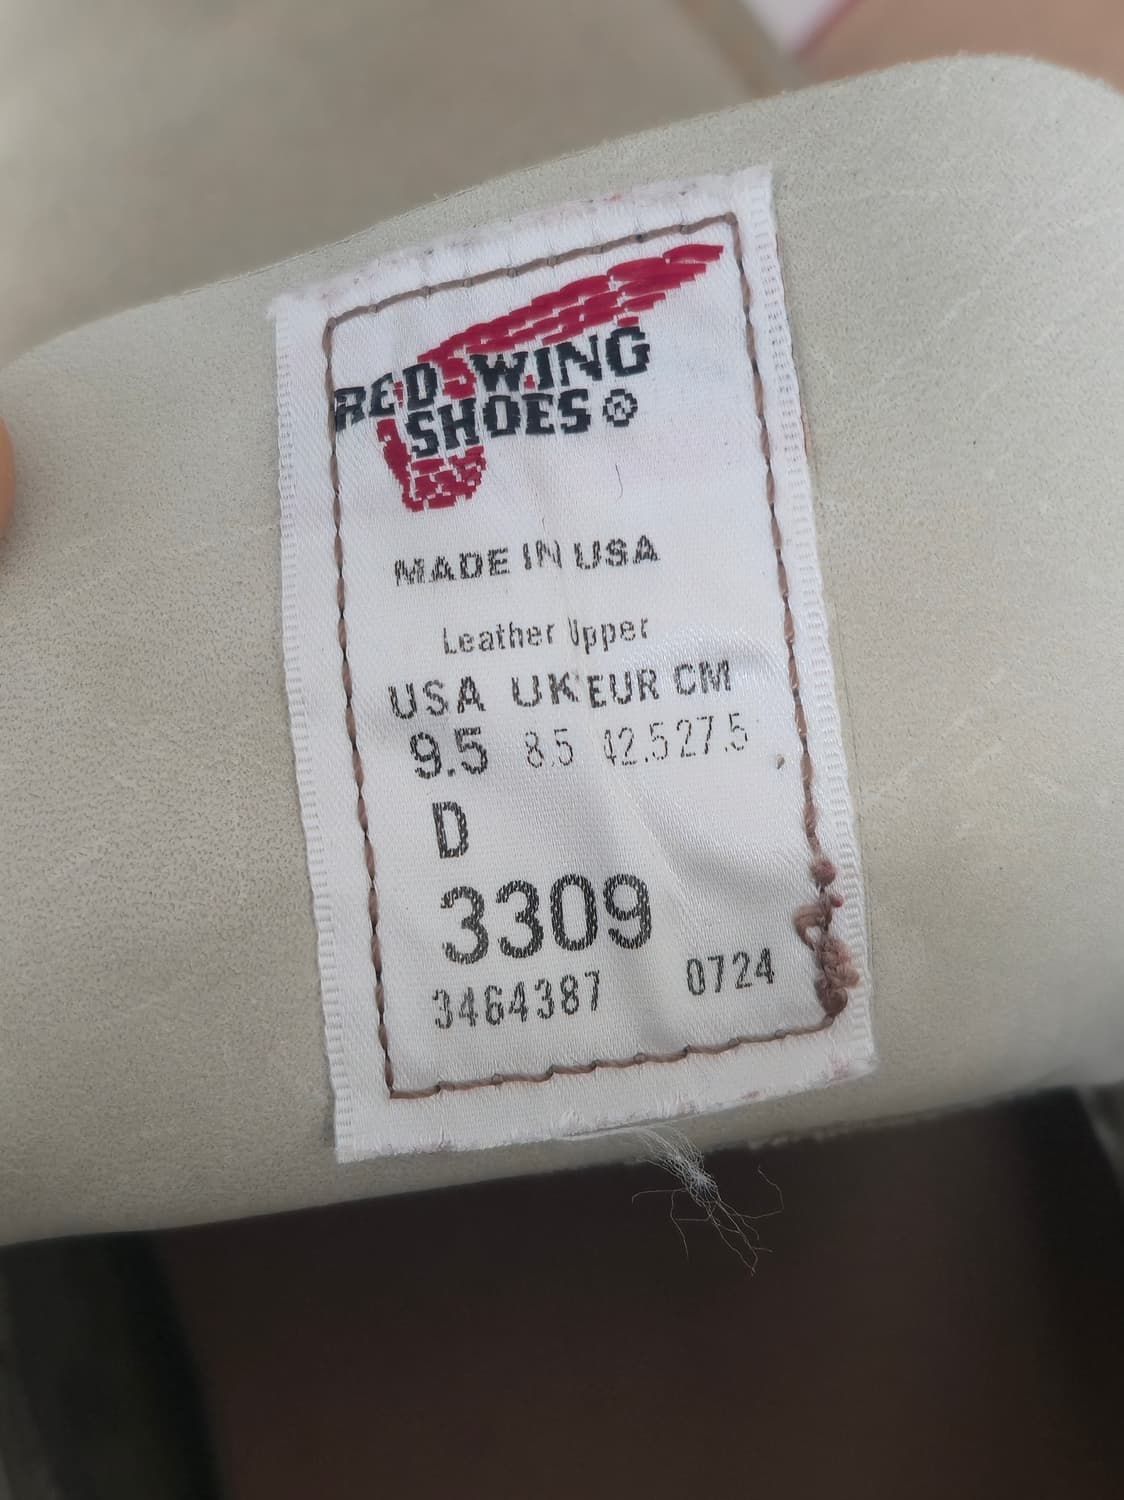 RED WING
SHOES ®
MADE IN USA
Leather Upper
USA UK EUR CM
9.5 8.5 42.5 27.5
D
3309
3464387 0724